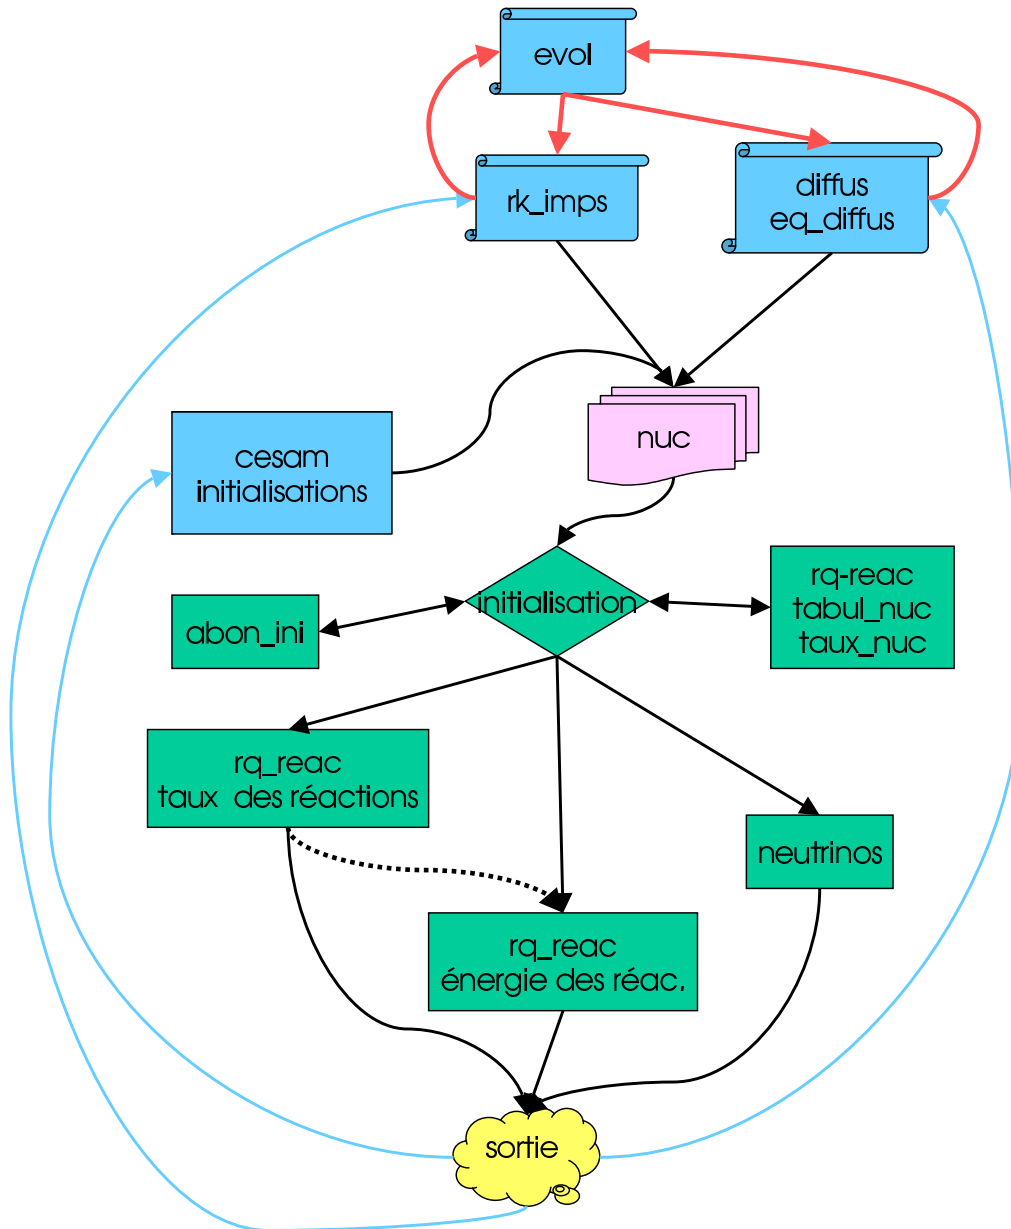 evol
rk_imps
diffus
eq_diffus
nuc
cesam
initialisations
initialisation
abon_ini
rq-reac
tabul_nuc
taux_nuc
rq_reac
taux des réactions
neutrinos
rq_reac
énergie des réac.
sortie